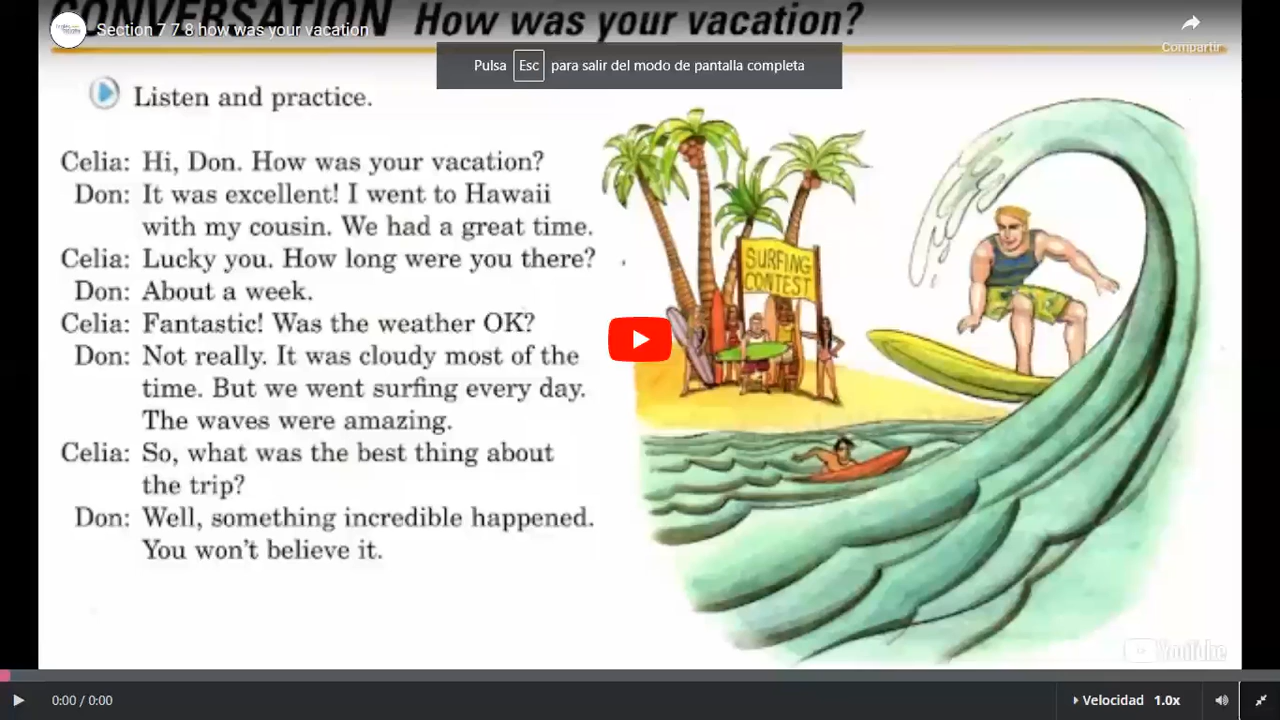 CONVERSATION How was your vacation?
Section 7 7 8 how was your vacation
Compartir
Pulsa Esc para salir del modo de pantalla completa
Listen and practice.
Celia: Hi, Don. How was your vacation?
Don: It was excellent! I went to Hawaii
with my cousin. We had a great time.
Celia: Lucky you. How long were you there?
Don: About a week.
Celia: Fantastic! Was the weather OK?
Don: Not really. It was cloudy most of the
time. But we went surfing every day.
The waves were amazing.
Celia: So, what was the best thing about
the trip?
Don: Well, something incredible happened.
You won't believe it.
SURFING
CONTEST
YouTube
0:00 / 0:00
Velocidad 1.0x